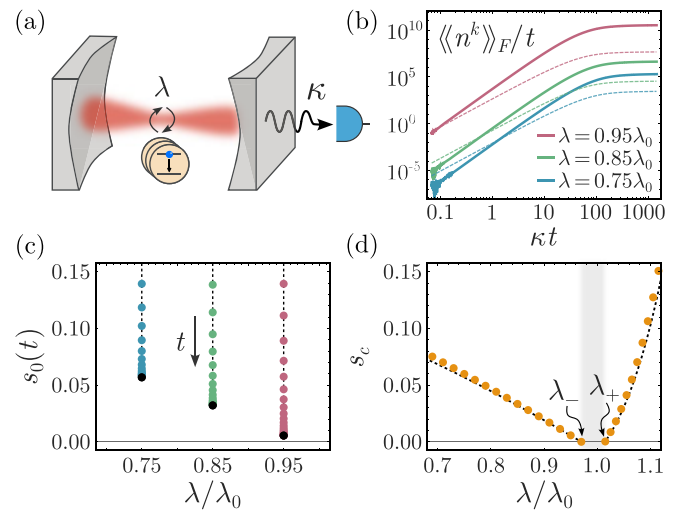 (a)
λ
κ
(b)
⟨⟨n^k⟩⟩_F/t
10^10
10^5
10^0
10^-5
λ = 0.95λ_0
λ = 0.85λ_0
λ = 0.75λ_0
0.1 1 10 100 1000
κt
(c)
s_0(t)
0.15
0.10
0.05
0.00
t
0.75 0.85 0.95
λ/λ_0
(d)
s_c
0.15
0.10
0.05
0.00
λ_- λ_+
0.7 0.8 0.9 1.0 1.1
λ/λ_0